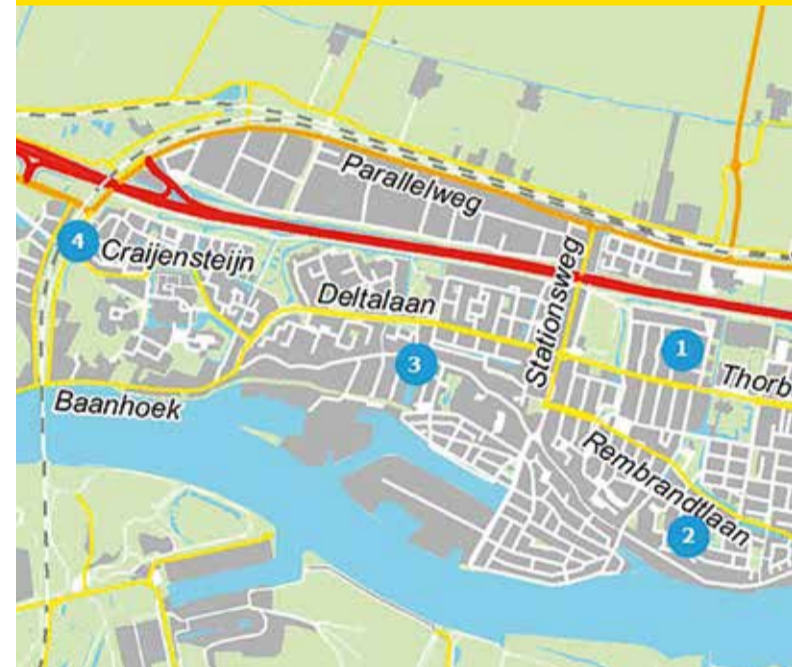 Parallelweg
4
Craijensteijn
Stationsweg
Deltalaan
3
1
Thorb
Baanhoek
Rembrandtlaan
2